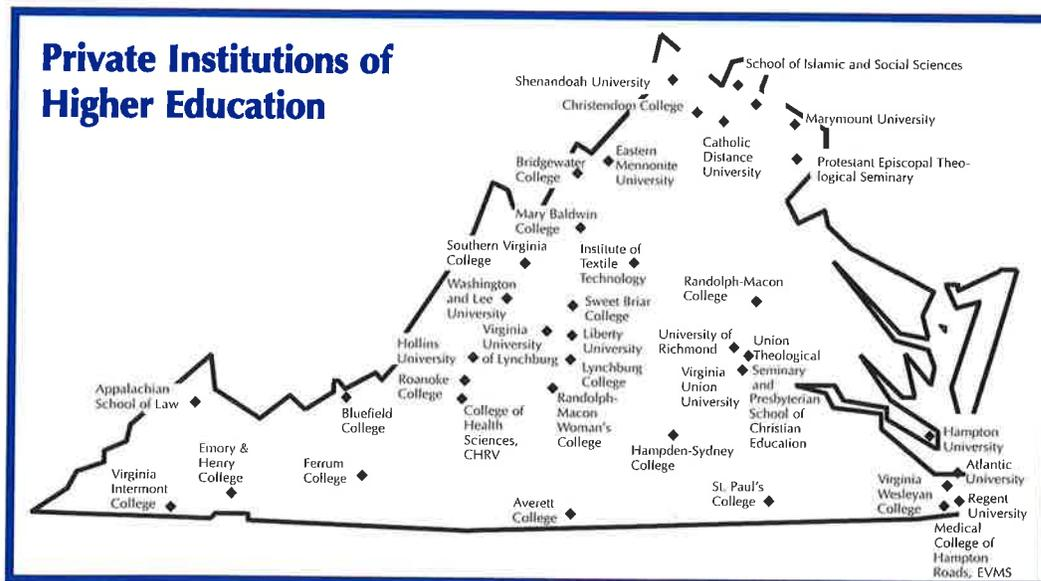 Private Institutions of
Higher Education
School of Islamic and Social Sciences
Shenandoah University
Christendom College
Marymount University
Catholic
Distance
University
Eastern
Mennonite
University
Bridgewater
College
Protestant Episcopal Theo-
logical Seminary
Mary Baldwin
College
Southern Virginia
College
Institute of
Textile
Technology
Washington
and Lee
University
Randolph-Macon
College
Sweet Briar
College
Virginia
University
of Lynchburg
Liberty
University
University of
Richmond
Union
Theological
Seminary
and
Presbyterian
School of
Christian
Education
Hollins
University
Lynchburg
College
Virginia
Union
University
Roanoke
College
Appalachian
School of Law
Bluefield
College
College of
Health
Sciences,
CHRV
Randolph-
Macon
Woman's
College
Hampton
University
Emory &
Henry
College
Ferrum
College
Hampden-Sydney
College
Atlantic
University
Virginia
Intermont
College
St. Paul's
College
Virginia
Wesleyan
College
Regent
University
Averett
College
Medical
College of
Hampton
Roads, EVMS